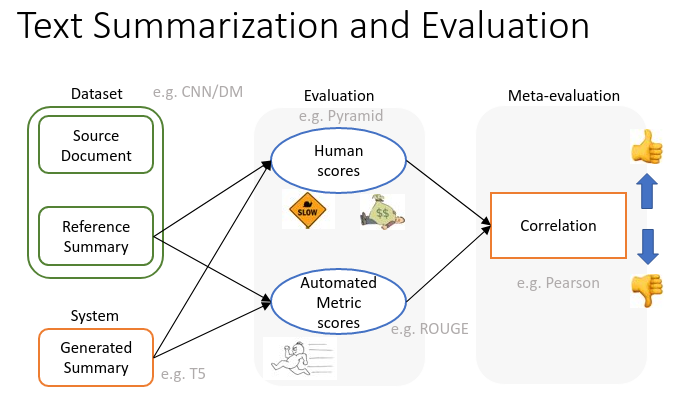 Text Summarization and Evaluation
Dataset
e.g. CNN/DM
Source
Document
Reference
Summary
System
Generated
Summary
e.g. T5
Evaluation
e.g. Pyramid
Human
scores
SLOW
$$
Automated
Metric
scores
e.g. ROUGE
Meta-evaluation
Correlation
e.g. Pearson